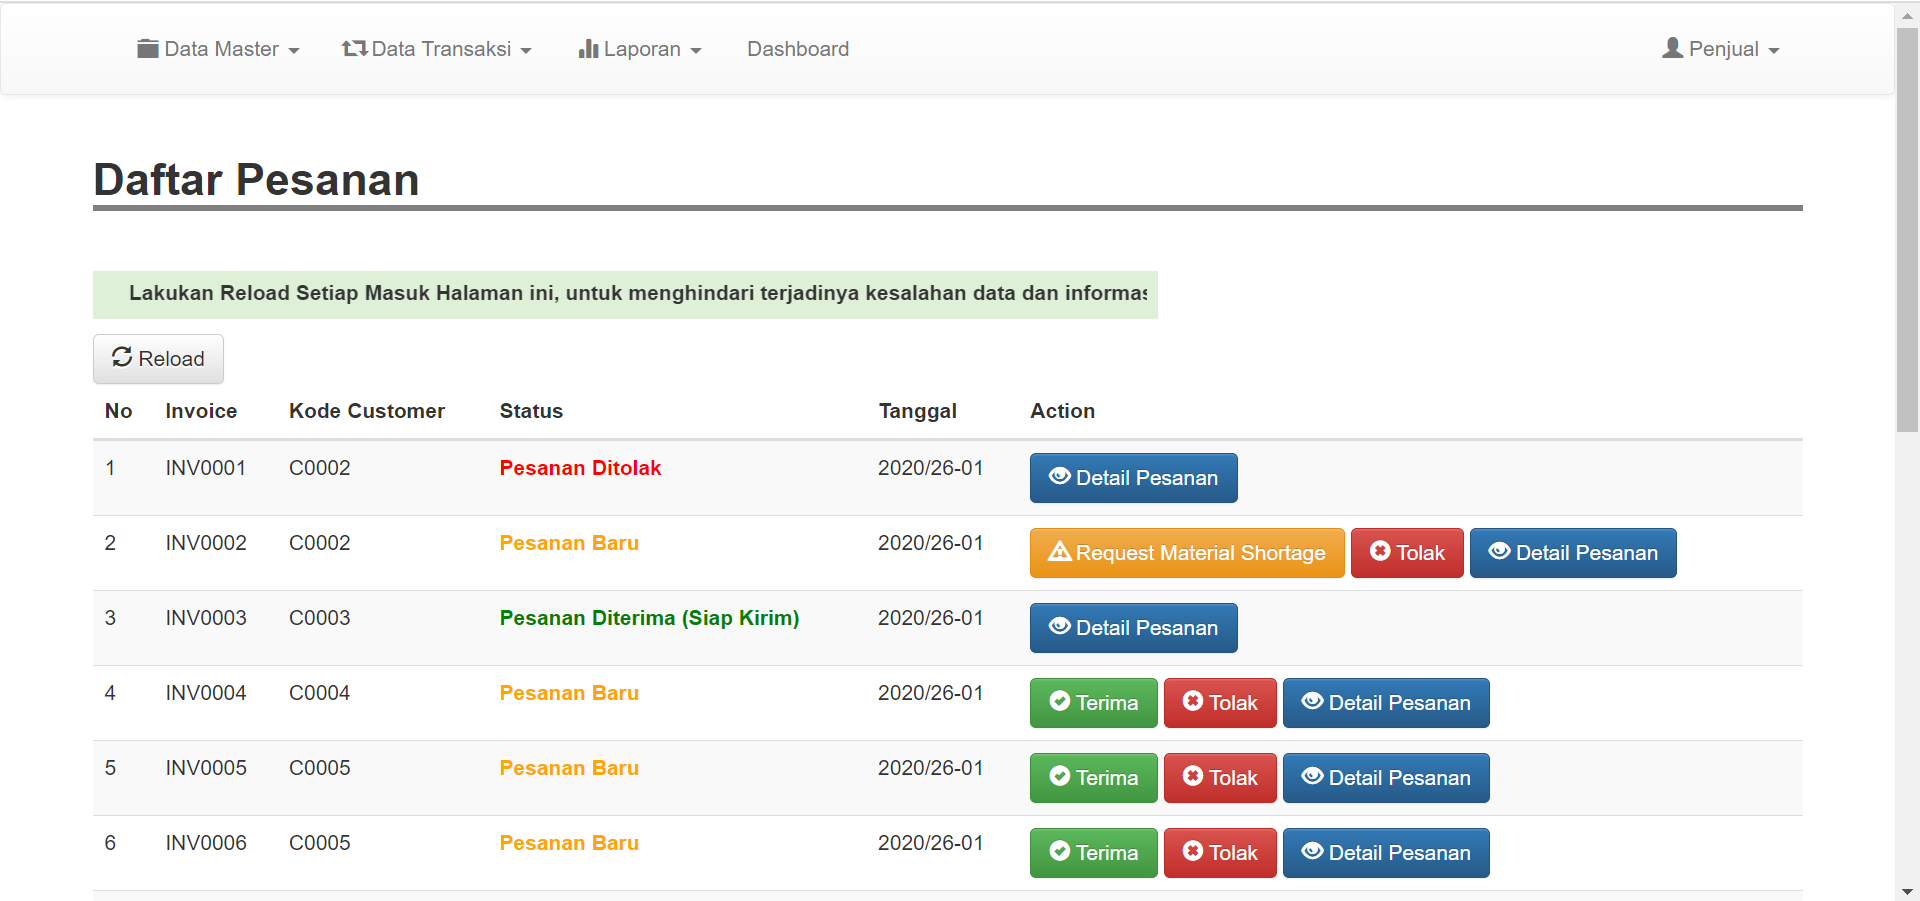 Data Master Data Transaksi Laporan Dashboard Penjual
Daftar Pesanan
Lakukan Reload Setiap Masuk Halaman ini, untuk menghindari terjadinya kesalahan data dan informas
Reload
No Invoice Kode Customer Status Tanggal Action
1 INV0001 C0002 Pesanan Ditolak 2020/26-01 Detail Pesanan
2 INV0002 C0002 Pesanan Baru 2020/26-01 Request Material Shortage Tolak Detail Pesanan
3 INV0003 C0003 Pesanan Diterima (Siap Kirim) 2020/26-01 Detail Pesanan
4 INV0004 C0004 Pesanan Baru 2020/26-01 Terima Tolak Detail Pesanan
5 INV0005 C0005 Pesanan Baru 2020/26-01 Terima Tolak Detail Pesanan
6 INV0006 C0005 Pesanan Baru 2020/26-01 Terima Tolak Detail Pesanan